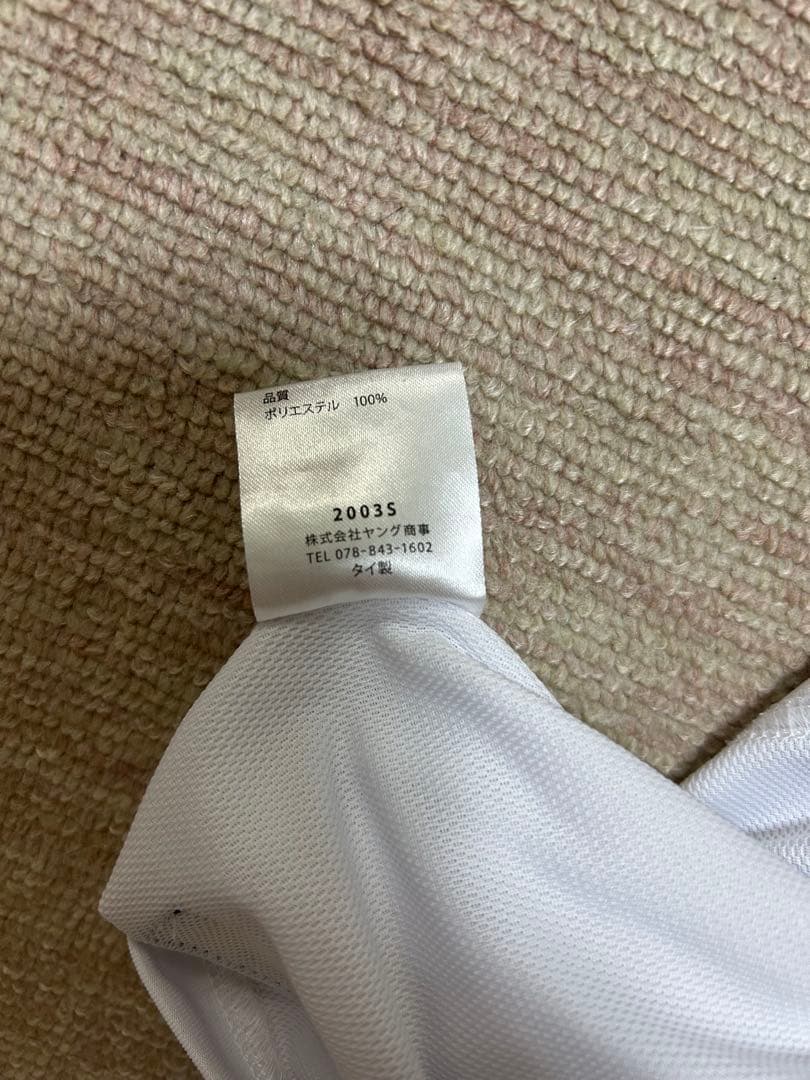 品質
ポリエステル 100%
2003S
株式会社ヤング商事
TEL 078-843-1602
タイ製